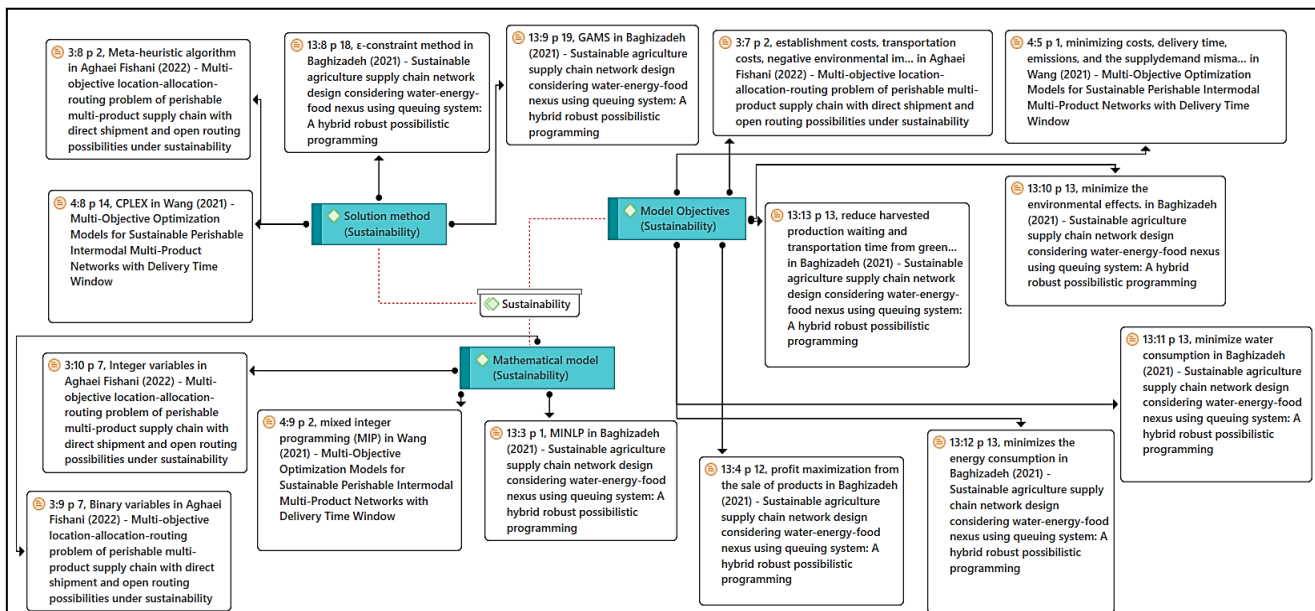 3:8 p 2, Meta-heuristic algorithm
in Aghaei Fishani (2022) - Multi-
objective location-allocation-
routing problem of perishable
multi-product supply chain with
direct shipment and open routing
possibilities under sustainability
13:8 p 18, ε-constraint method in
Baghizadeh (2021) - Sustainable
agriculture supply chain network
design considering water-energy-
food nexus using queuing system:
A hybrid robust possibilistic
programming
13:9 p 19, GAMS in Baghizadeh
(2021) - Sustainable agriculture
supply chain network design
considering water-energy-food
nexus using queuing system: A
hybrid robust possibilistic
programming
3:7 p 2, establishment costs, transportation
costs, negative environmental im... in Aghaei
Fishani (2022) - Multi-objective location-
allocation-routing problem of perishable multi-
product supply chain with direct shipment and
open routing possibilities under sustainability
4:5 p 1, minimizing costs, delivery time,
emissions, and the supplydemand misma... in
Wang (2021) - Multi-Objective Optimization
Models for Sustainable Perishable Intermodal
Multi-Product Networks with Delivery Time
Window
4:8 p 14, CPLEX in Wang (2021) -
Multi-Objective Optimization
Models for Sustainable Perishable
Intermodal Multi-Product
Networks with Delivery Time
Window
Solution method
(Sustainability)
Model Objectives
(Sustainability)
13:10 p 13, minimize the
environmental effects. in Baghizadeh
(2021) - Sustainable agriculture
supply chain network design
considering water-energy-food nexus
using queuing system: A hybrid robust
possibilistic programming
13:13 p 13, reduce harvested
production waiting and
transportation time from green...
in Baghizadeh (2021) - Sustainable
agriculture supply chain network
design considering water-energy-
food nexus using queuing system:
A hybrid robust possibilistic
programming
Sustainability
Mathematical model
(Sustainability)
13:11 p 13, minimize water
consumption in Baghizadeh
(2021) - Sustainable agriculture
supply chain network design
considering water-energy-food
nexus using queuing system: A
hybrid robust possibilistic
programming
3:10 p 7, Integer variables in
Aghaei Fishani (2022) - Multi-
objective location-allocation-
routing problem of perishable
multi-product supply chain with
direct shipment and open routing
possibilities under sustainability
4:9 p 2, mixed integer
programming (MIP) in Wang
(2021) - Multi-Objective
Optimization Models for
Sustainable Perishable Intermodal
Multi-Product Networks with
Delivery Time Window
13:3 p 1, MINLP in Baghizadeh
(2021) - Sustainable agriculture
supply chain network design
considering water-energy-food
nexus using queuing system: A
hybrid robust possibilistic
programming
13:4 p 12, profit maximization from
the sale of products in Baghizadeh
(2021) - Sustainable agriculture
supply chain network design
considering water-energy-food
nexus using queuing system: A
hybrid robust possibilistic
programming
13:12 p 13, minimizes the
energy consumption in
Baghizadeh (2021) -
Sustainable agriculture supply
chain network design
considering water-energy-food
nexus using queuing system: A
hybrid robust possibilistic
programming
3:9 p 7, Binary variables in Aghaei
Fishani (2022) - Multi-objective
location-allocation-routing
problem of perishable multi-
product supply chain with direct
shipment and open routing
possibilities under sustainability